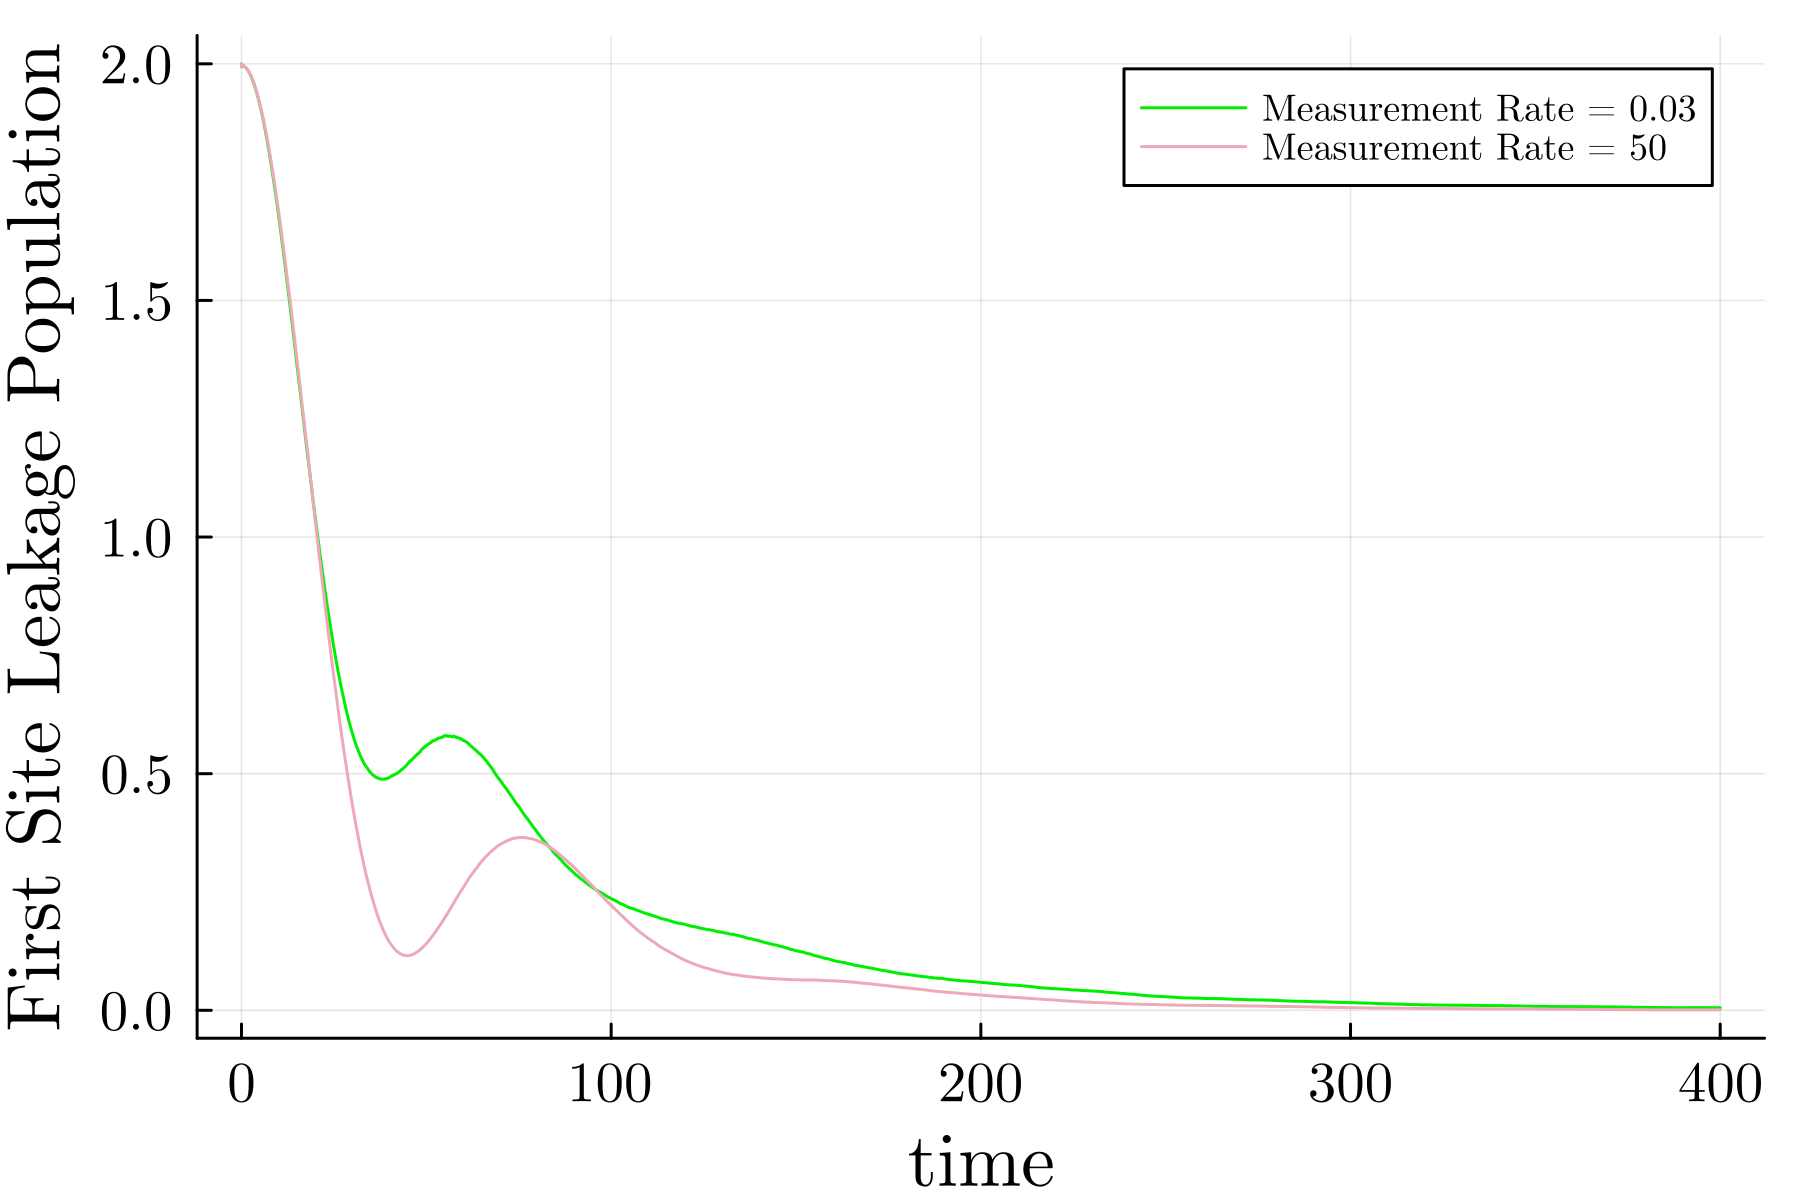 First Site Leakage Population
2.0
1.5
1.0
0.5
0.0
Measurement Rate = 0.03
Measurement Rate = 50
0 100 200 300 400
time